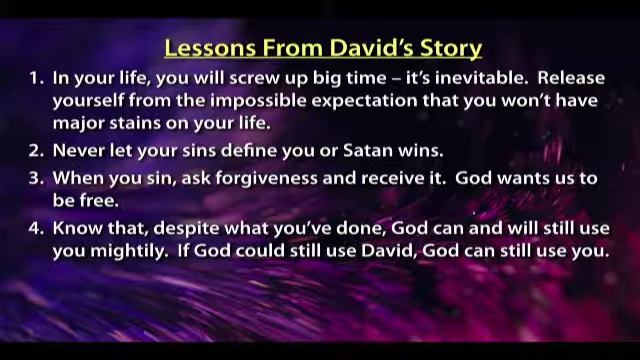 Lessons From David's Story
1. In your life, you will screw up big time – it's inevitable. Release
yourself from the impossible expectation that you won't have
major stains on your life.
2. Never let your sins define you or Satan wins.
3. When you sin, ask forgiveness and receive it. God wants us to
be free.
4. Know that, despite what you've done, God can and will still use
you mightily. If God could still use David, God can still use you.